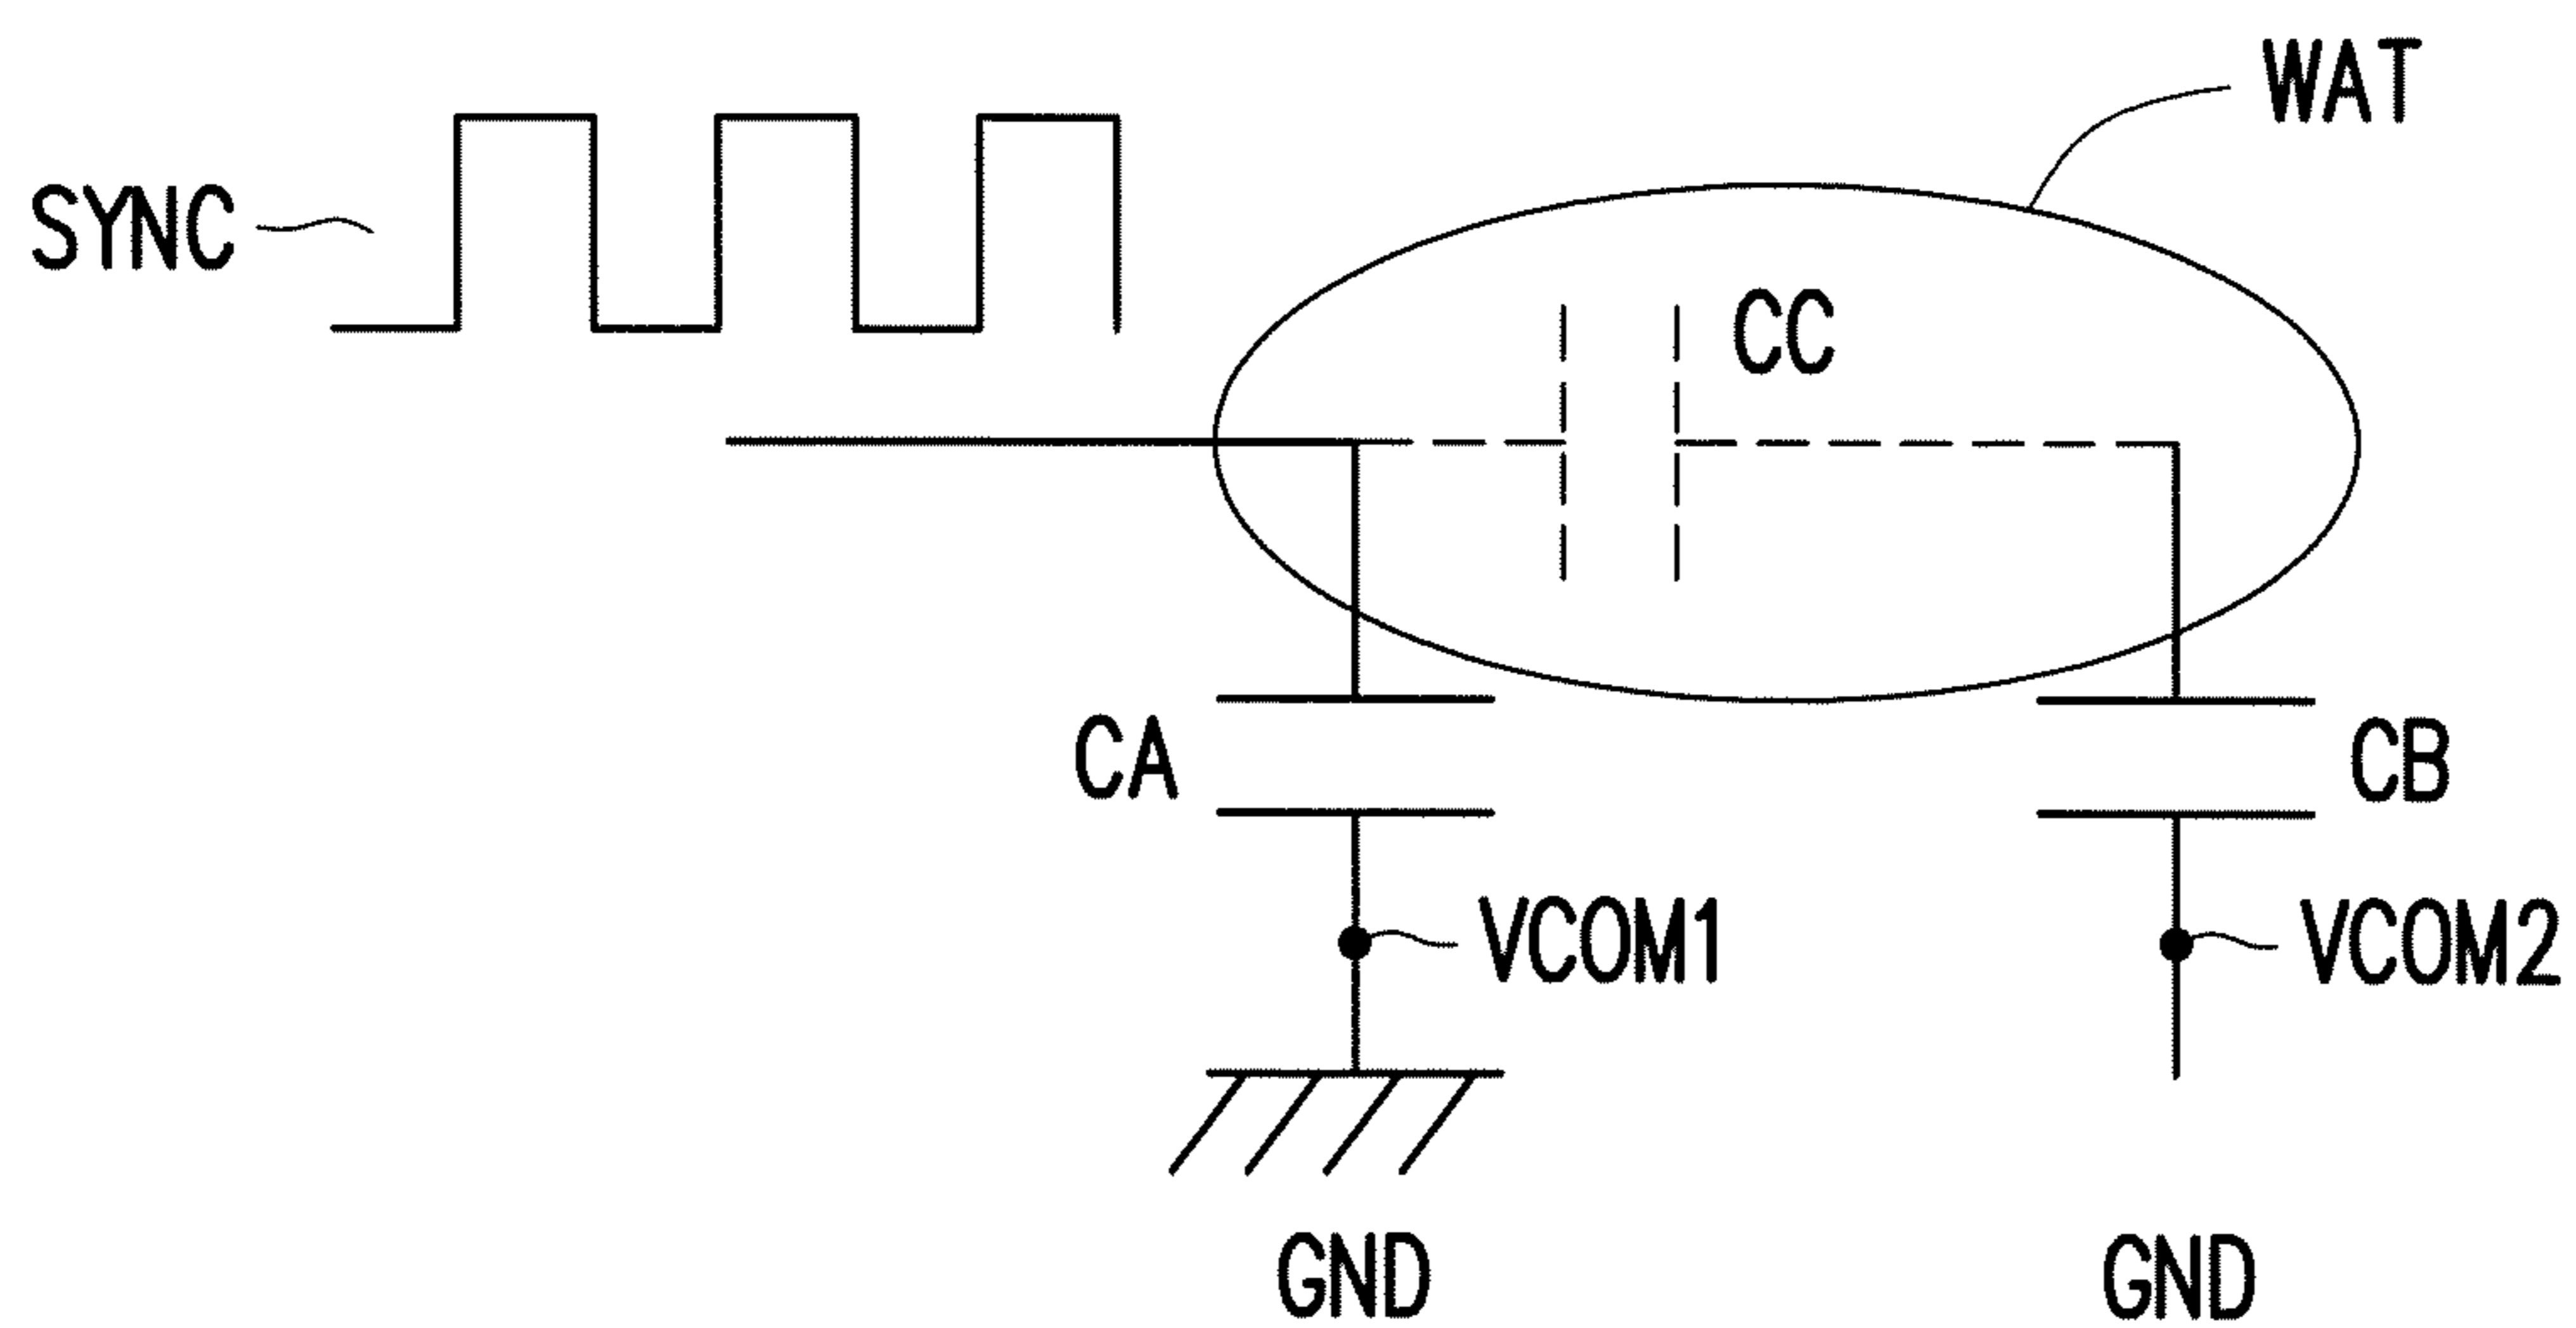 WAT
SYNC
CC
CA
CB
VCOM1
VCOM2
GND
GND